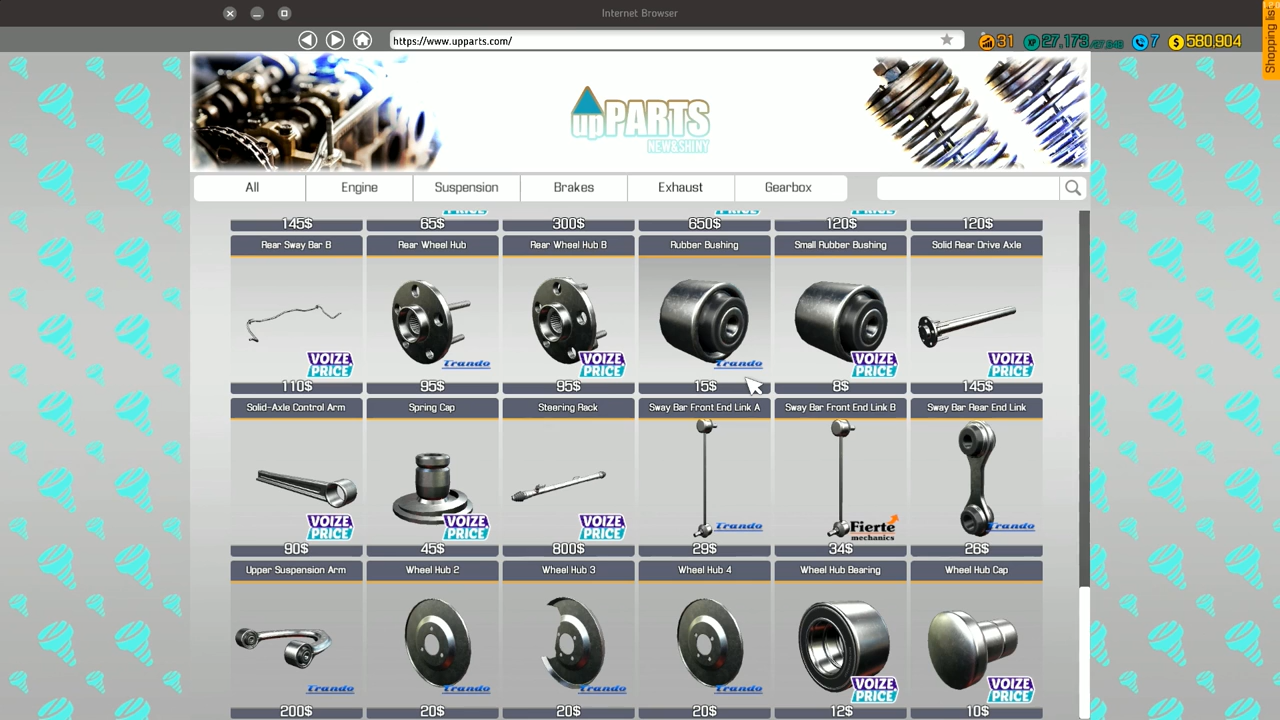 Internet Browser
https://www.upparts.com/
31
27.173
7
580,904
Shopping list
upPARTS
NEW&SHINY
All
Engine
Suspension
Brakes
Exhaust
Gearbox
145$
65$
300$
650$
120$
120$
Rear Sway Bar B
Rear Wheel Hub
Rear Wheel Hub B
Rubber Bushing
Small Rubber Bushing
Solid Rear Drive Axle
VOIZE PRICE
Trando
VOIZE PRICE
Trando
VOIZE PRICE
VOIZE PRICE
110$
95$
95$
15$
8$
145$
Solid-Axle Control Arm
Spring Cap
Steering Rack
Sway Bar Front End Link A
Sway Bar Front End Link B
Sway Bar Rear End Link
VOIZE PRICE
VOIZE PRICE
VOIZE PRICE
Trando
Fierte mechanics
Trando
90$
45$
800$
29$
34$
26$
Upper Suspension Arm
Wheel Hub 2
Wheel Hub 3
Wheel Hub 4
Wheel Hub Bearing
Wheel Hub Cap
Trando
Trando
Trando
Trando
VOIZE PRICE
VOIZE PRICE
200$
20$
20$
20$
12$
10$